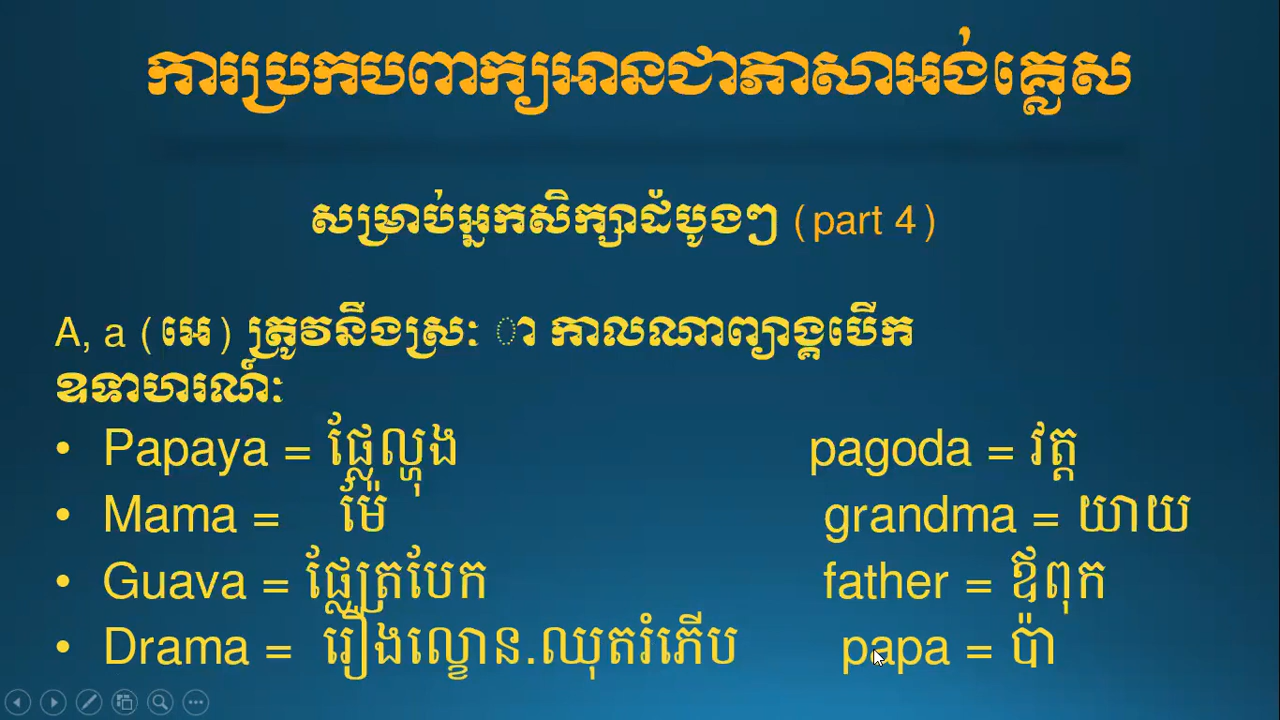 ការប្រកបពាក្យអានជាភាសាអង់គ្លេស
សម្រាប់អ្នកសិក្សាដំបូងៗ (part 4)
A, a (អេ) ត្រូវនឹងស្រៈ ា កាលណាព្យាង្គបើក
ឧទាហរណ៍ៈ
• Papaya = ផ្លែល្ហុង pagoda = វត្ត
• Mama = ម៉ែ grandma = យាយ
• Guava = ផ្លែត្របែក father = ឪពុក
• Drama = រឿងល្ខោន.ឈុតរំភើប papa = ប៉ា